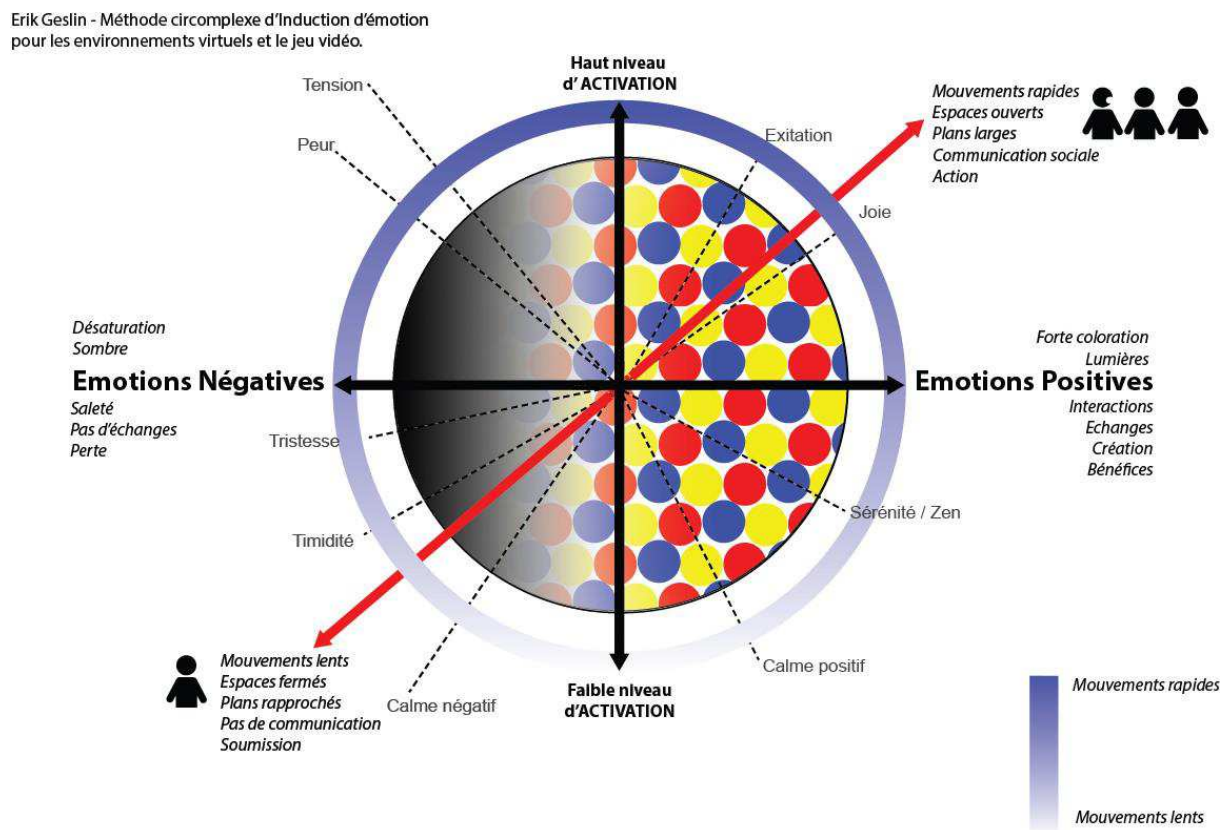 Erik Geslin - Méthode circomplexe d'Induction d'émotion
pour les environnements virtuels et le jeu vidéo.
Haut niveau
d' ACTIVATION
Tension
Peur
Exitation
Joie
Mouvements rapides
Espaces ouverts
Plans larges
Communication sociale
Action
Désaturation
Sombre
Emotions Négatives
Saleté
Pas d'échanges
Perte
Forte coloration
Lumières
Emotions Positives
Interactions
Echanges
Création
Bénéfices
Tristesse
Timidité
Calme négatif
Sérénité / Zen
Calme positif
Mouvements lents
Espaces fermés
Plans rapprochés
Pas de communication
Soumission
Faible niveau
d'ACTIVATION
Mouvements rapides
Mouvements lents